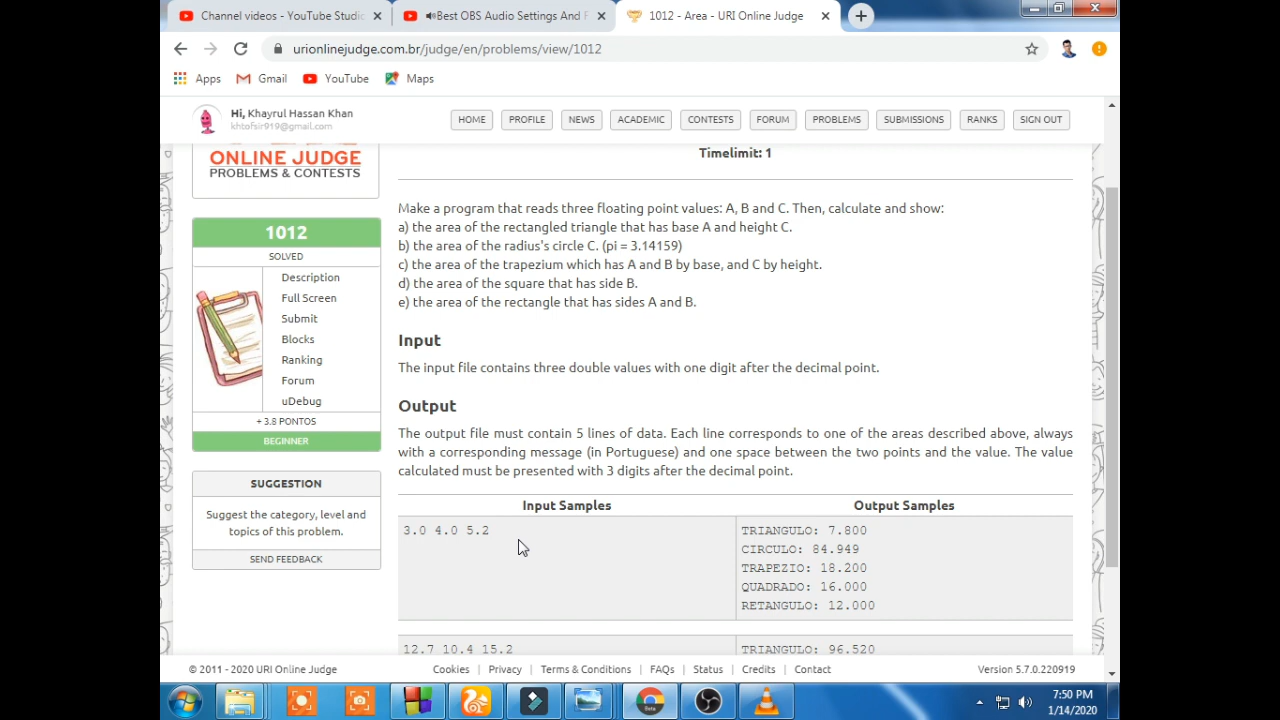 Channel videos - YouTube Studi
Best OBS Audio Settings And F
1012 - Area - URI Online Judge
urionlinejudge.com.br/judge/en/problems/view/1012
Apps
Gmail
YouTube
Maps
Hi, Khayrul Hassan Khan
khtofsir919@gmail.com
HOME
PROFILE
NEWS
ACADEMIC
CONTESTS
FORUM
PROBLEMS
SUBMISSIONS
RANKS
SIGN OUT
ONLINE JUDGE
PROBLEMS & CONTESTS
1012
SOLVED
Description
Full Screen
Submit
Blocks
Ranking
Forum
uDebug
+ 3.8 PONTOS
BEGINNER
SUGGESTION
Suggest the category, level and
topics of this problem.
SEND FEEDBACK
Timelimit: 1
Make a program that reads three floating point values: A, B and C. Then, calculate and show:
a) the area of the rectangled triangle that has base A and height C.
b) the area of the radius's circle C. (pi = 3.14159)
c) the area of the trapezium which has A and B by base, and C by height.
d) the area of the square that has side B.
e) the area of the rectangle that has sides A and B.
Input
The input file contains three double values with one digit after the decimal point.
Output
The output file must contain 5 lines of data. Each line corresponds to one of the areas described above, always
with a corresponding message (in Portuguese) and one space between the two points and the value. The value
calculated must be presented with 3 digits after the decimal point.
Input Samples
Output Samples
3.0 4.0 5.2
TRIANGULO: 7.800
CIRCULO: 84.949
TRAPEZIO: 18.200
QUADRADO: 16.000
RETANGULO: 12.000
12.7 10.4 15.2
TRIANGULO: 96.520
© 2011 - 2020 URI Online Judge
Cookies
Privacy
Terms & Conditions
FAQs
Status
Credits
Contact
Version 5.7.0.220919
7:50 PM
1/14/2020